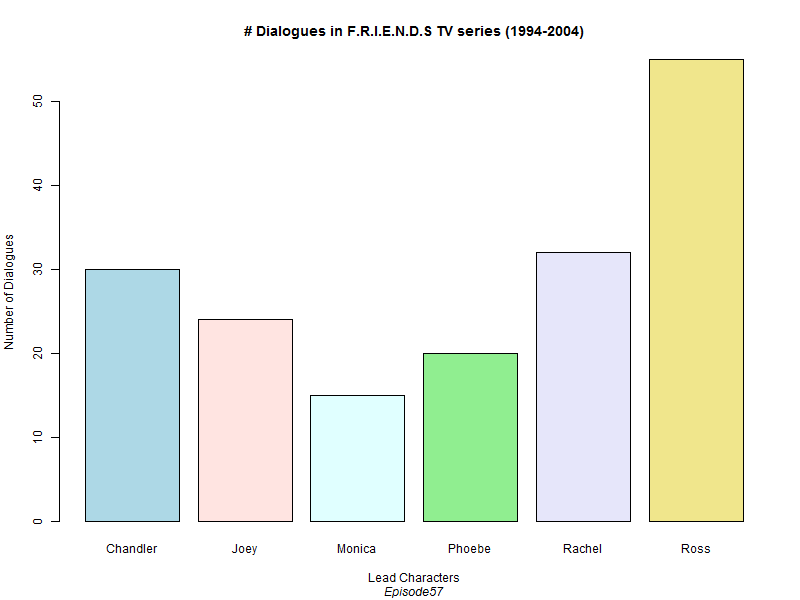 # Dialogues in F.R.I.E.N.D.S TV series (1994-2004)
Number of Dialogues
50
40
30
20
10
0
Chandler Joey Monica Phoebe Rachel Ross
Lead Characters
Episode57